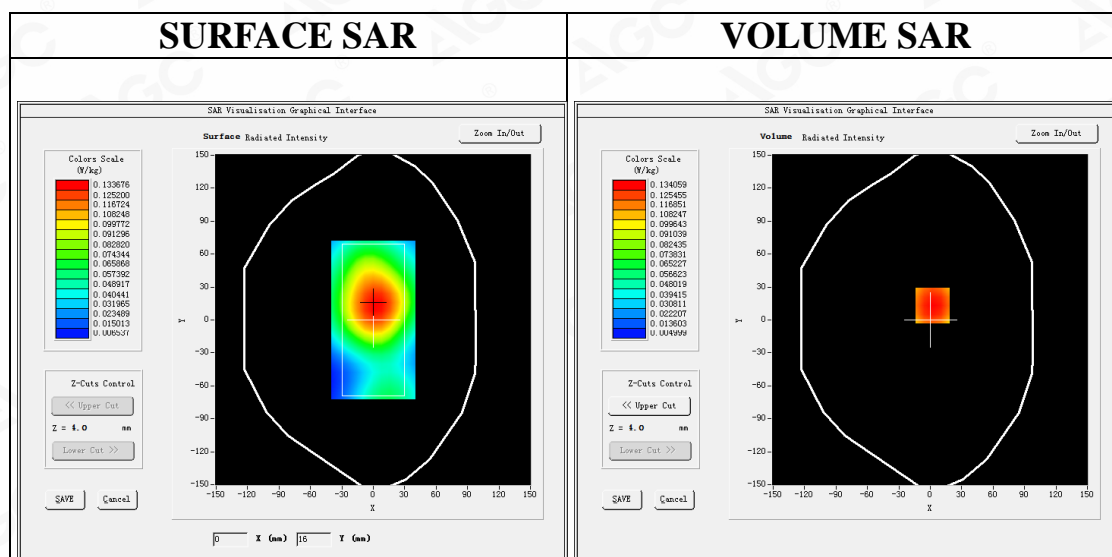 SURFACE SAR
VOLUME SAR
SAR Visualisation Graphical Interface
Surface Radiated Intensity
Zoom In/Out
Colors Scale
(W/kg)
0.133676
0.125200
0.116724
0.108248
0.099772
0.091296
0.082820
0.074344
0.065868
0.057392
0.048917
0.040441
0.031965
0.023489
0.015013
0.006537
150
120
90
60
30
0
-30
-60
-90
-120
-150
Y
-150 -120 -90 -60 -30 0 30 60 90 120 150
X
Z-Cuts Control
<< Upper Cut
Z = 4.0 mm
Lower Cut >>
SAVE Cancel
0 X (mm) 16 Y (mm)
SAR Visualisation Graphical Interface
Volume Radiated Intensity
Zoom In/Out
Colors Scale
(W/kg)
0.134059
0.125455
0.116851
0.108247
0.099643
0.091039
0.082435
0.073831
0.065227
0.056623
0.048019
0.039415
0.030811
0.022207
0.013603
0.004999
150
120
90
60
30
0
-30
-60
-90
-120
-150
Y
-150 -120 -90 -60 -30 0 30 60 90 120 150
X
Z-Cuts Control
<< Upper Cut
Z = 4.0 mm
Lower Cut >>
SAVE Cancel